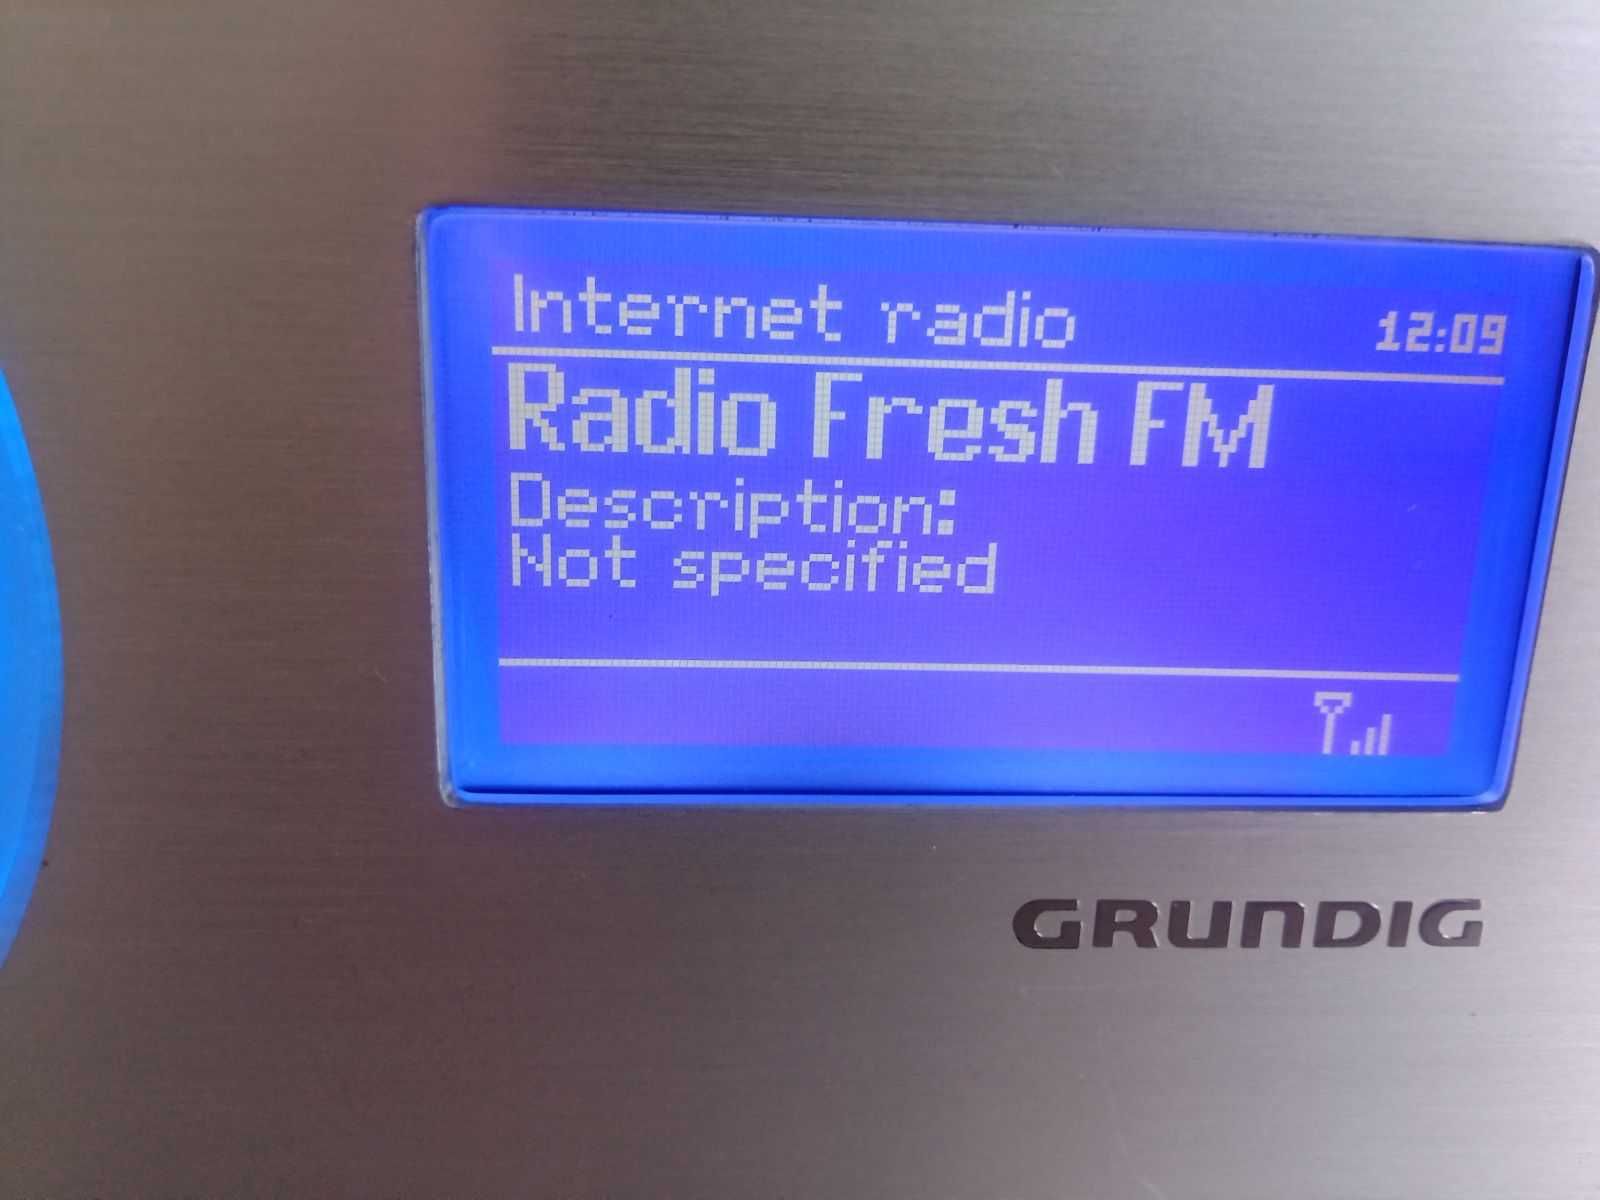 Internet radio 12:09
Radio Fresh FM
Description:
Not specified
GRUNDIG